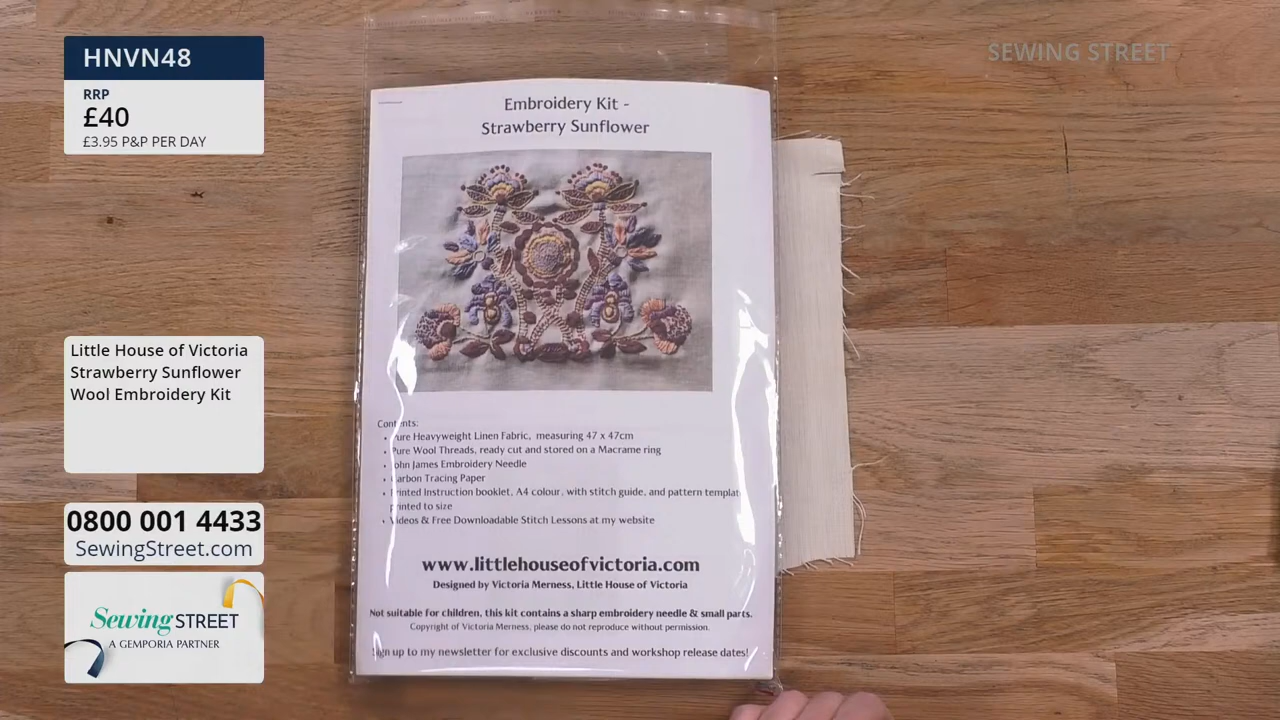 HNVN48
RRP
£40
£3.95 P&P PER DAY
SEWING STREET
Embroidery Kit -
Strawberry Sunflower
Little House of Victoria
Strawberry Sunflower
Wool Embroidery Kit
Contents:
• Pure Heavyweight Linen Fabric, measuring 47 x 47cm
• Pure Wool Threads, ready cut and stored on a Macrame ring
• John James Embroidery Needle
• Carbon Tracing Paper
• Printed Instruction booklet, A4 colour, with stitch guide, and pattern templat
printed to size
• Videos & Free Downloadable Stitch Lessons at my website
www.littlehouseofvictoria.com
Designed by Victoria Merness, Little House of Victoria
Not suitable for children, this kit contains a sharp embroidery needle & small parts.
Copyright of Victoria Merness, please do not reproduce without permission.
Sign up to my newsletter for exclusive discounts and workshop release dates!
0800 001 4433
SewingStreet.com
Sewing STREET
A GEMPORIA PARTNER